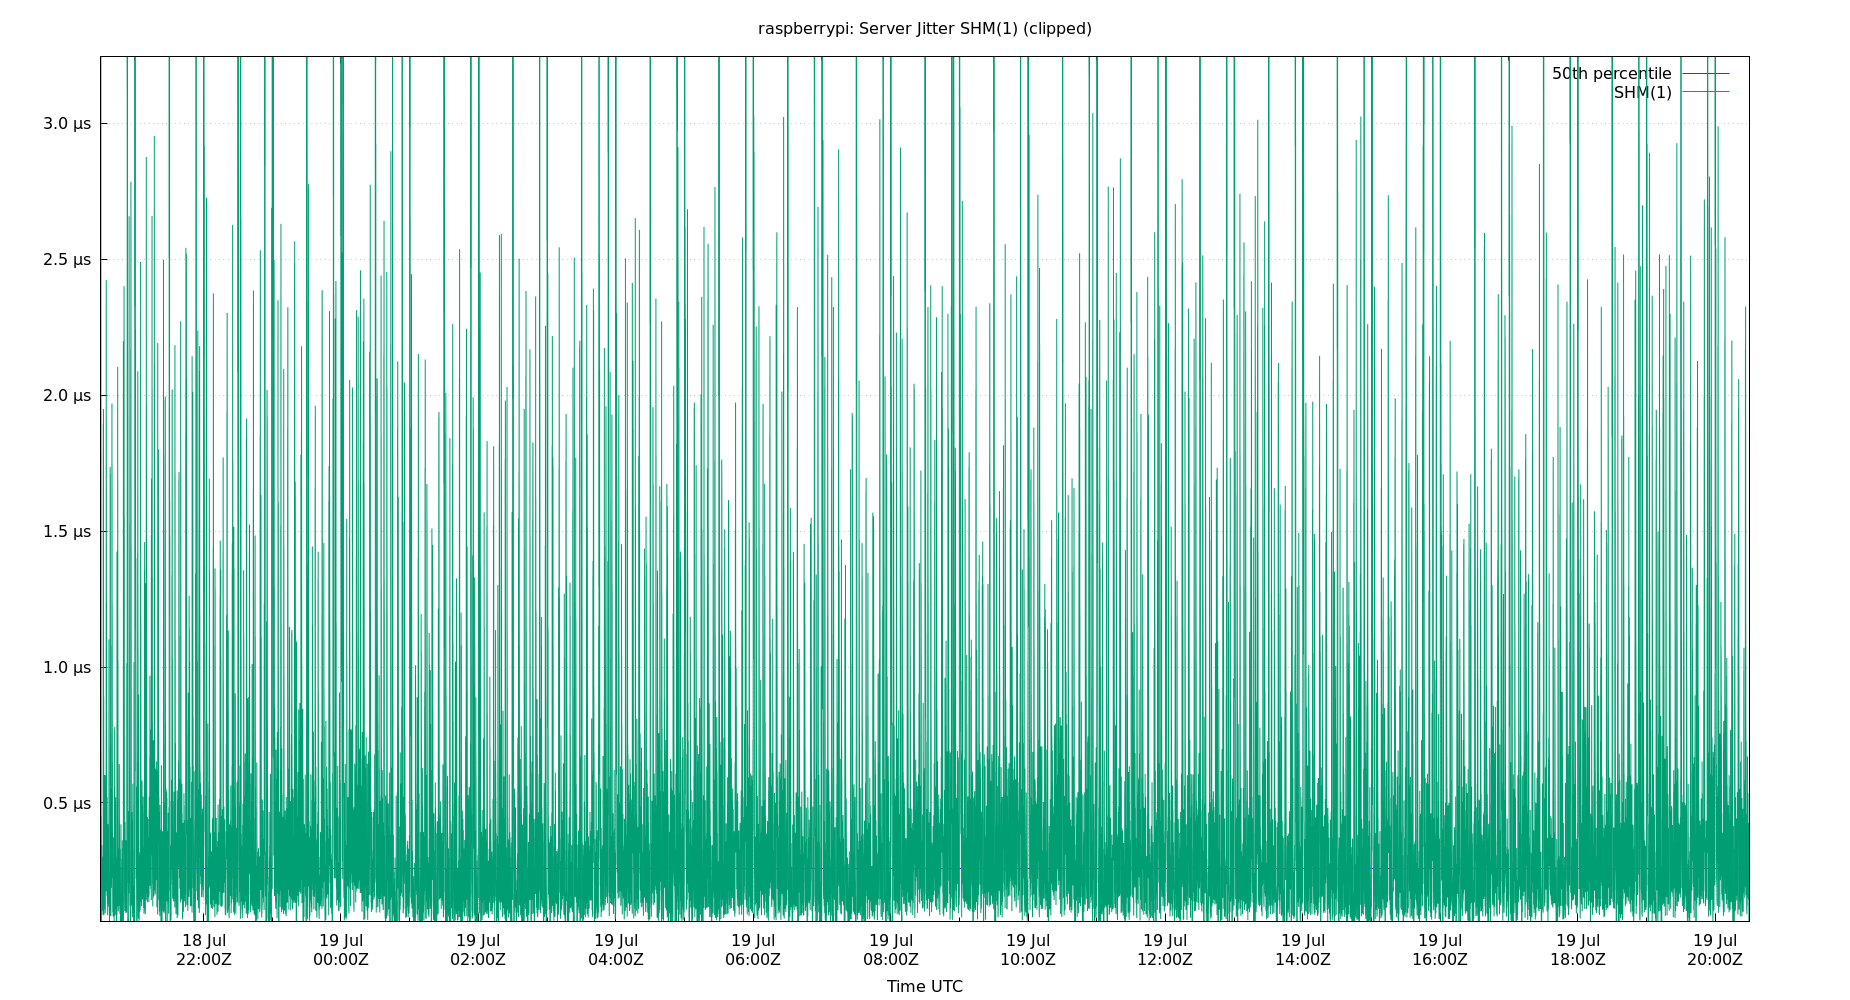 raspberrypi: Server Jitter SHM(1) (clipped)
50th percentile
SHM(1)
3.0 µs
2.5 µs
2.0 µs
1.5 µs
1.0 µs
0.5 µs
18 Jul 19 Jul 19 Jul 19 Jul 19 Jul 19 Jul 19 Jul 19 Jul 19 Jul 19 Jul 19 Jul 19 Jul
22:00Z 00:00Z 02:00Z 04:00Z 06:00Z 08:00Z 10:00Z 12:00Z 14:00Z 16:00Z 18:00Z 20:00Z
Time UTC